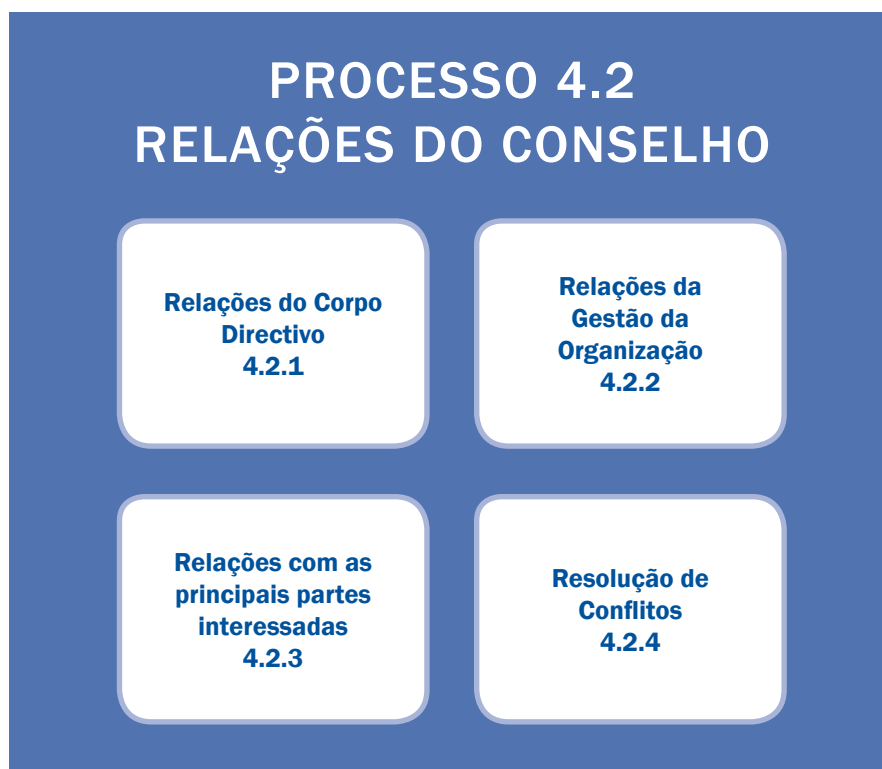 PROCESSO 4.2
RELAÇÕES DO CONSELHO
Relações do Corpo
Directivo
4.2.1
Relações da
Gestão da
Organização
4.2.2
Relações com as
principais partes
interessadas
4.2.3
Resolução de
Conflitos
4.2.4